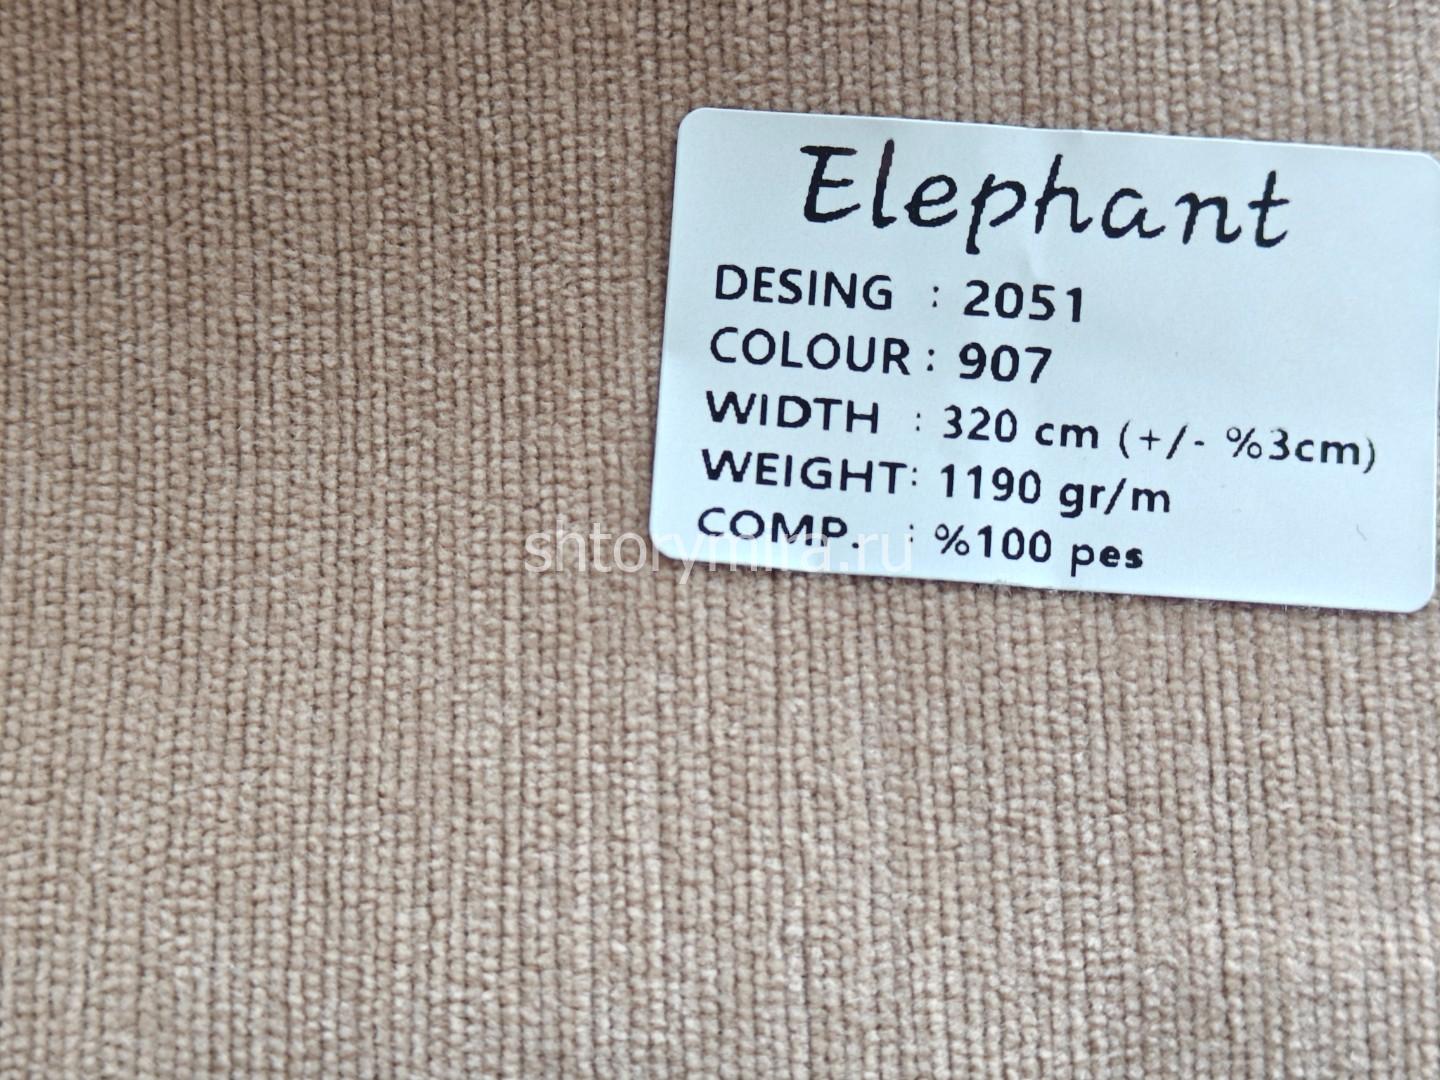 Elephant
DESING : 2051
COLOUR : 907
WIDTH : 320 cm (+/- %3cm)
WEIGHT: 1190 gr/m
COMP. : %100 pes
shtorymira.ru